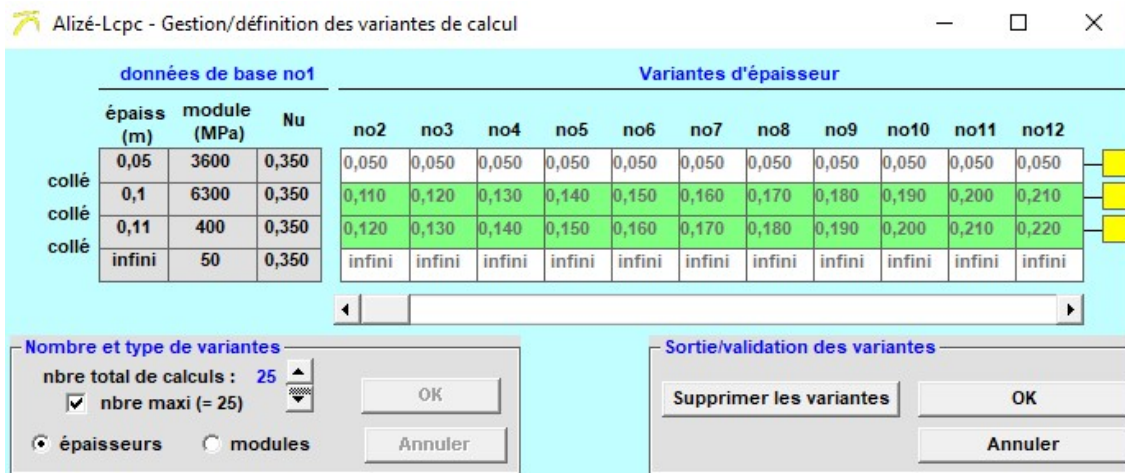 Alizé-Lcpc - Gestion/définition des variantes de calcul
données de base no1 Variantes d'épaisseur
épaiss (m) module (MPa) Nu no2 no3 no4 no5 no6 no7 no8 no9 no10 no11 no12
0,05 3600 0,350 0,050 0,050 0,050 0,050 0,050 0,050 0,050 0,050 0,050 0,050 0,050
collé
0,1 6300 0,350 0,110 0,120 0,130 0,140 0,150 0,160 0,170 0,180 0,190 0,200 0,210
collé
0,11 400 0,350 0,120 0,130 0,140 0,150 0,160 0,170 0,180 0,190 0,200 0,210 0,220
collé
infini 50 0,350 infini infini infini infini infini infini infini infini infini infini infini
Nombre et type de variantes
nbre total de calculs : 25
nbre maxi (= 25)
OK
épaisseurs modules
Annuler
Sortie/validation des variantes
Supprimer les variantes OK
Annuler